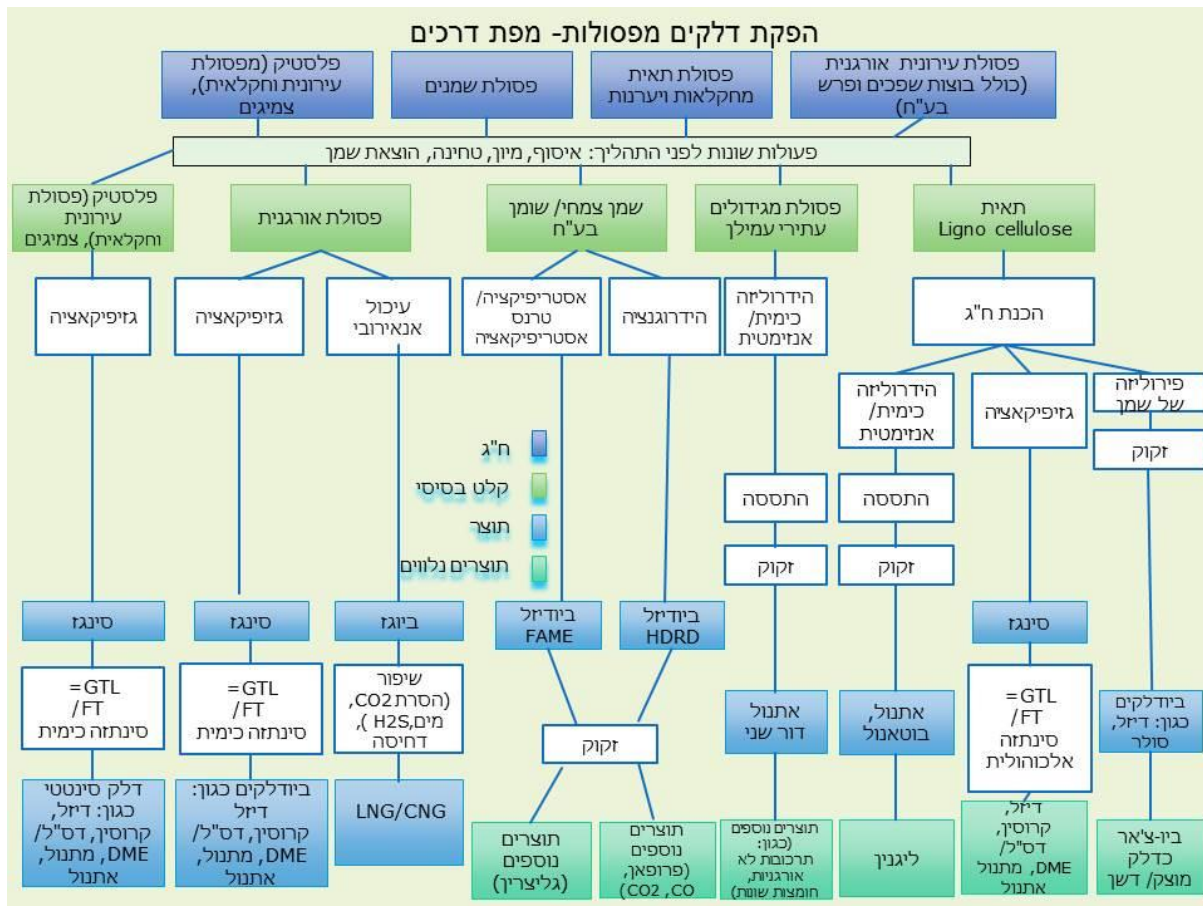 הפקת דלקים מפסולות- מפת דרכים
פסולת עירונית אורגנית
(כולל בוצות שפכים ופרש
בע"ח)
פסולת תאית
מחקלאות ויערנות
פסולת שמנים
פלסטיק (מפסולת
עירונית וחקלאית),
צמיגים
פעולות שונות לפני התהליך: איסוף, מיון, טחינה, הוצאת שמן
תאית
Ligno cellulose
פסולת מגידולים
עתירי עמילן
שמן צמחי/ שומן
בע"ח
פסולת אורגנית
פלסטיק (פסולת
עירונית
וחקלאית), צמיגים
הכנת ח"ג
הידרוליזה
כימית/
אנזימטית
הידרוגנציה
אסטריפיקציה/
טרנס
אסטריפיקאציה
עיכול
אנאירובי
גזיפיקאציה
גזיפיקאציה
פירוליזה
של שמן
גזיפיקאציה
הידרוליזה
כימית/
אנזימטית
זקוק
התססה
התססה
זקוק
זקוק
ח"ג
קלט בסיסי
תוצר
תוצרים נלווים
סינגז
ביודיזל
HDRD
ביודיזל
FAME
ביוגז
סינגז
סינגז
ביודלקים
כגון: דיזל,
סולר
=GTL
/FT
סינתזה
אלכוהולית
אתנול,
בוטאנול
אתנול
דור שני
זקוק
שיפור
(הסרת CO2,
מים,H2S ),
דחיסה
=GTL
/FT
סינתזה כימית
=GTL
/FT
סינתזה כימית
ביו-צ'אר
כדלק
מוצק/ דשן
דיזל,
קרוסין,
דס"ל/
DME, מתנול
אתנול
ליגנין
תוצרים נוספים
(כגון:
תרכובות לא
אורגניות,
חומצות שונות)
תוצרים
נוספים
(פרופאן,
CO2 ,CO)
תוצרים
נוספים
(גליצרין)
LNG/CNG
ביודלקים כגון:
דיזל
קרוסין, דס"ל/
DME, מתנול,
אתנול
דלק סינטטי
כגון: דיזל,
קרוסין, דס"ל/
DME, מתנול,
אתנול